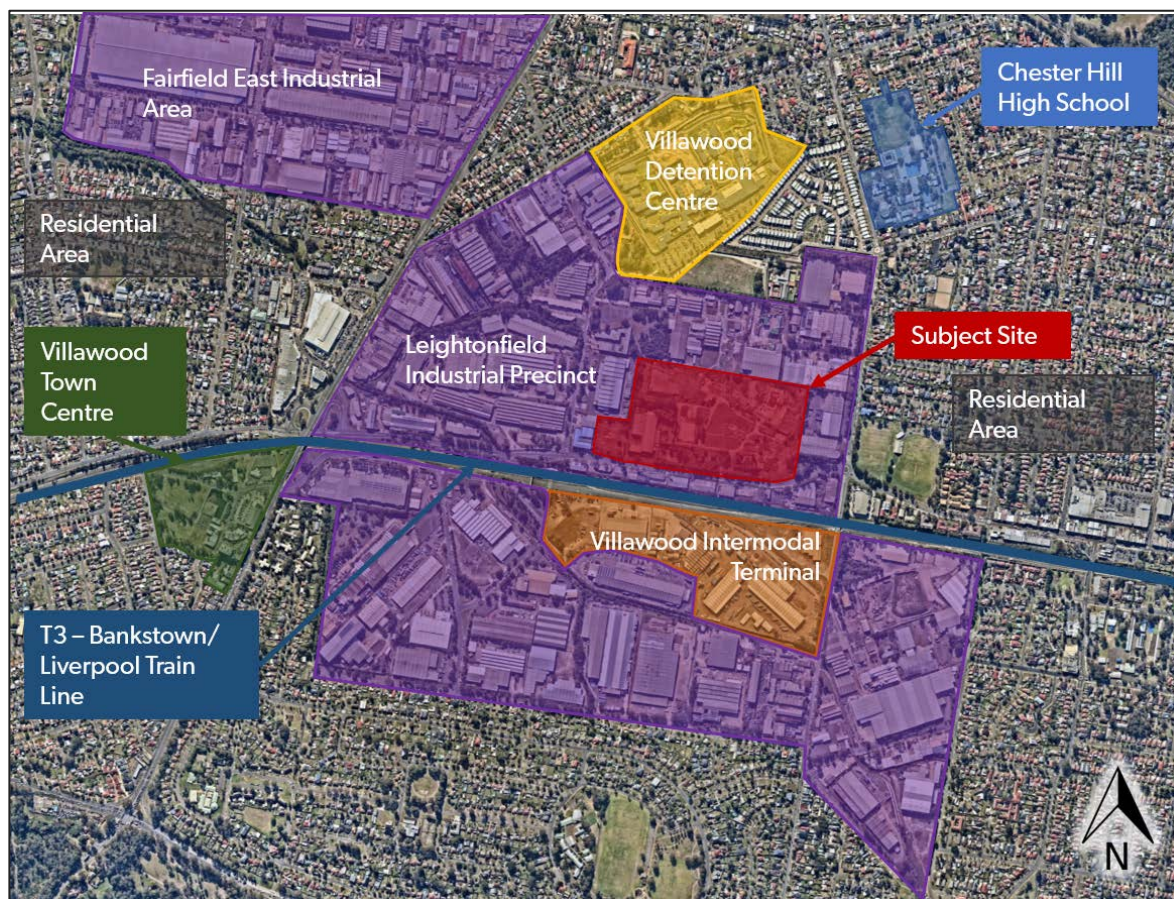 Fairfield East Industrial
Area
Chester Hill
High School
Villawood
Detention
Centre
Residential
Area
Villawood
Town
Centre
Leightonfield
Industrial Precinct
Subject Site
Residential
Area
Villawood Intermodal
Terminal
T3 – Bankstown/
Liverpool Train
Line
N